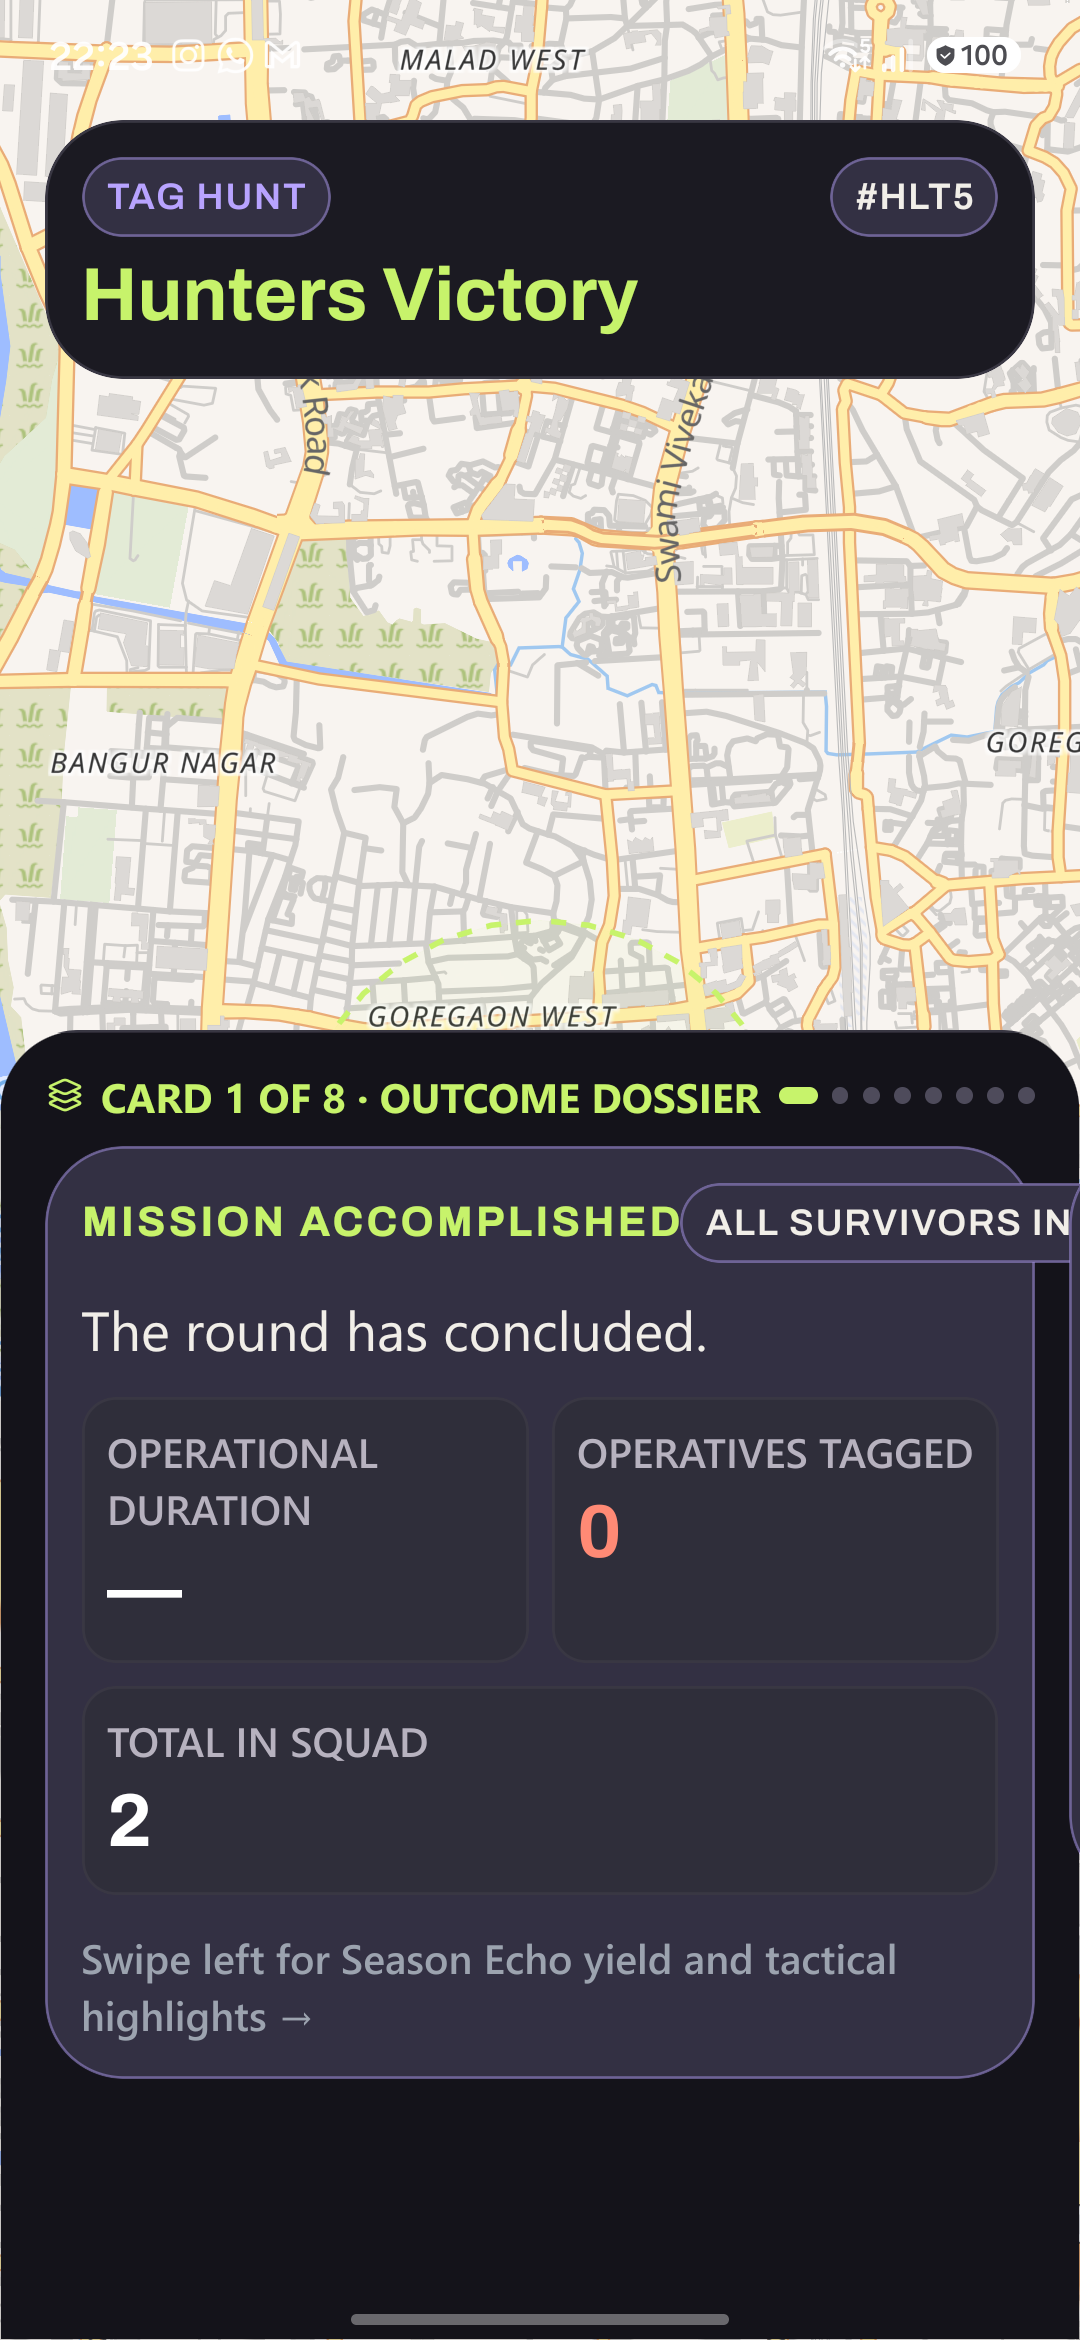 22:23
100
MALAD WEST
TAG HUNT
#HLT5
Hunters Victory
Road
Swami Viveka
BANGUR NAGAR
GOREG
GOREGAON WEST
CARD 1 OF 8 · OUTCOME DOSSIER
MISSION ACCOMPLISHED
ALL SURVIVORS IN
The round has concluded.
OPERATIONAL
DURATION
—
OPERATIVES TAGGED
0
TOTAL IN SQUAD
2
Swipe left for Season Echo yield and tactical
highlights →